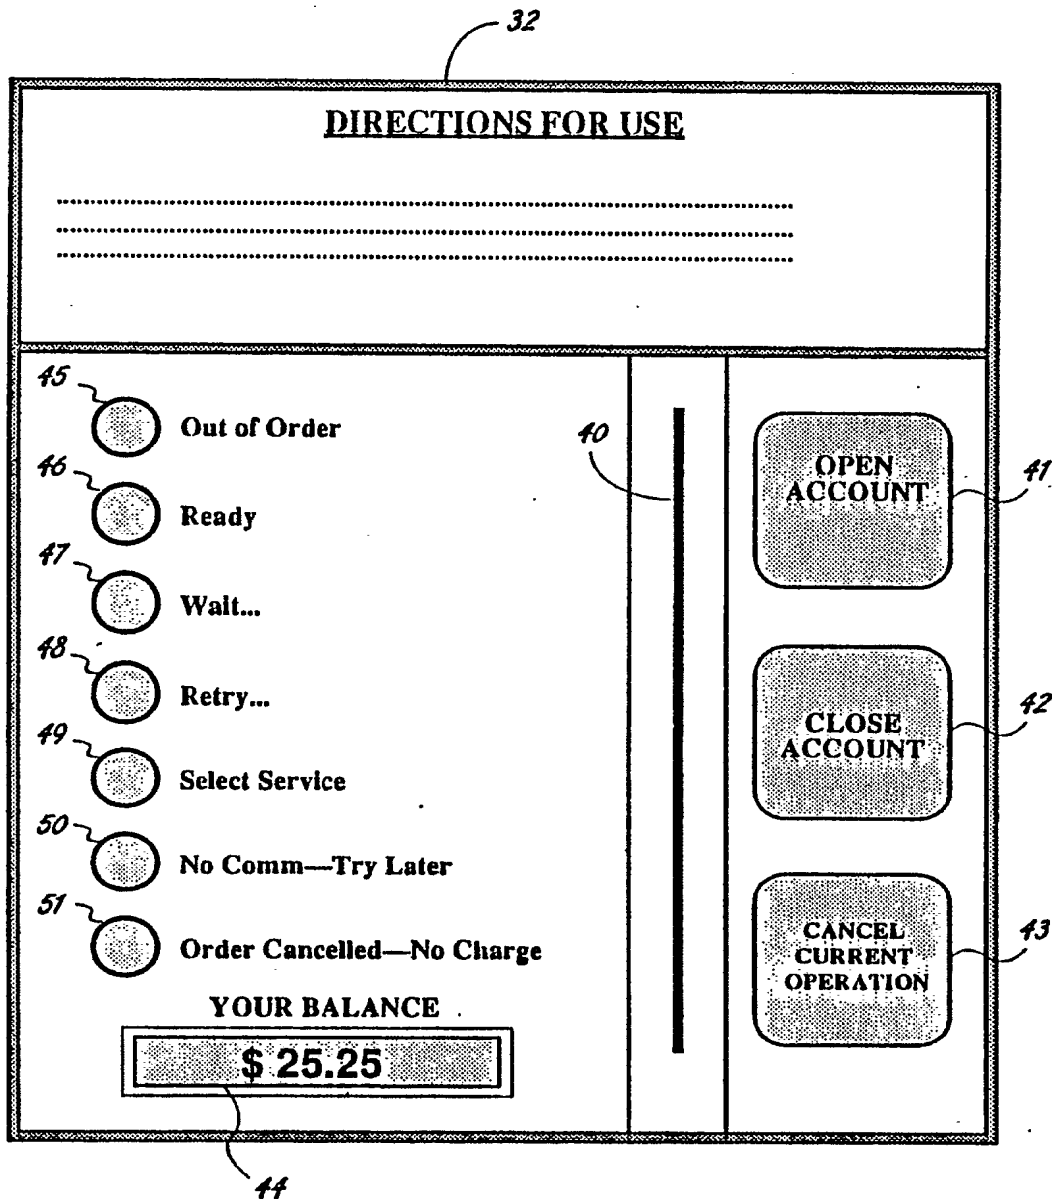 32
DIRECTIONS FOR USE
45
Out of Order
46
Ready
47
Wait...
48
Retry...
49
Select Service
50
No Comm—Try Later
51
Order Cancelled—No Charge
YOUR BALANCE
$ 25.25
44
40
OPEN
ACCOUNT
41
CLOSE
ACCOUNT
42
CANCEL
CURRENT
OPERATION
43